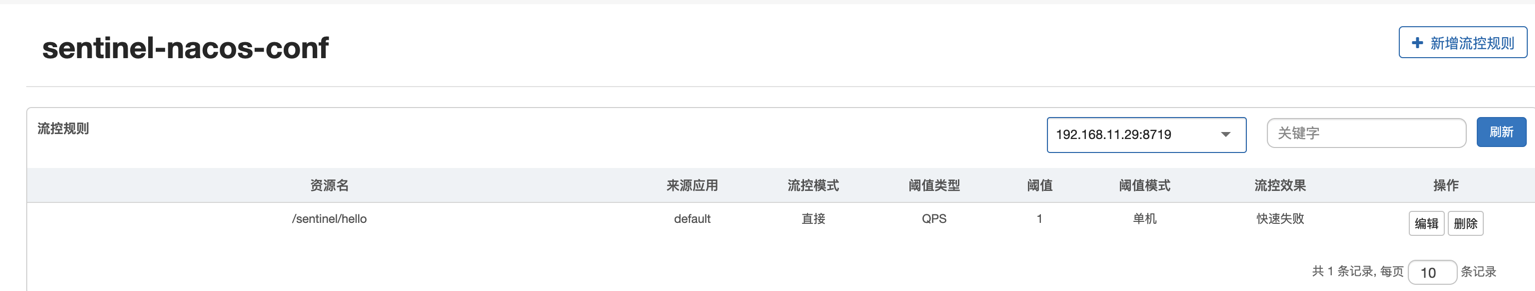 sentinel-nacos-conf
+ 新增流控规则
流控规则
192.168.11.29:8719
关键字
刷新
资源名 来源应用 流控模式 阈值类型 阈值 阈值模式 流控效果 操作
/sentinel/hello default 直接 QPS 1 单机 快速失败 编辑 删除
共 1 条记录, 每页 10 条记录